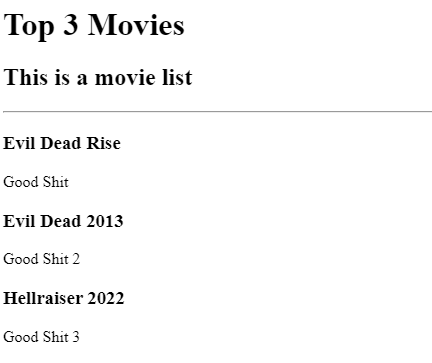 Top 3 Movies
This is a movie list
Evil Dead Rise
Good Shit
Evil Dead 2013
Good Shit 2
Hellraiser 2022
Good Shit 3